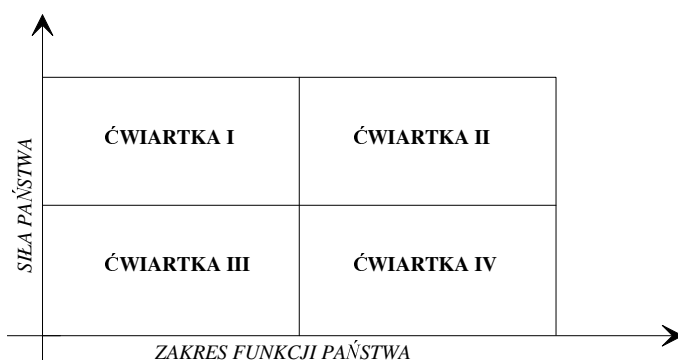 ĆWIARTKA I
ĆWIARTKA II
SIŁA PAŃSTWA
ĆWIARTKA III
ĆWIARTKA IV
ZAKRES FUNKCJI PAŃSTWA